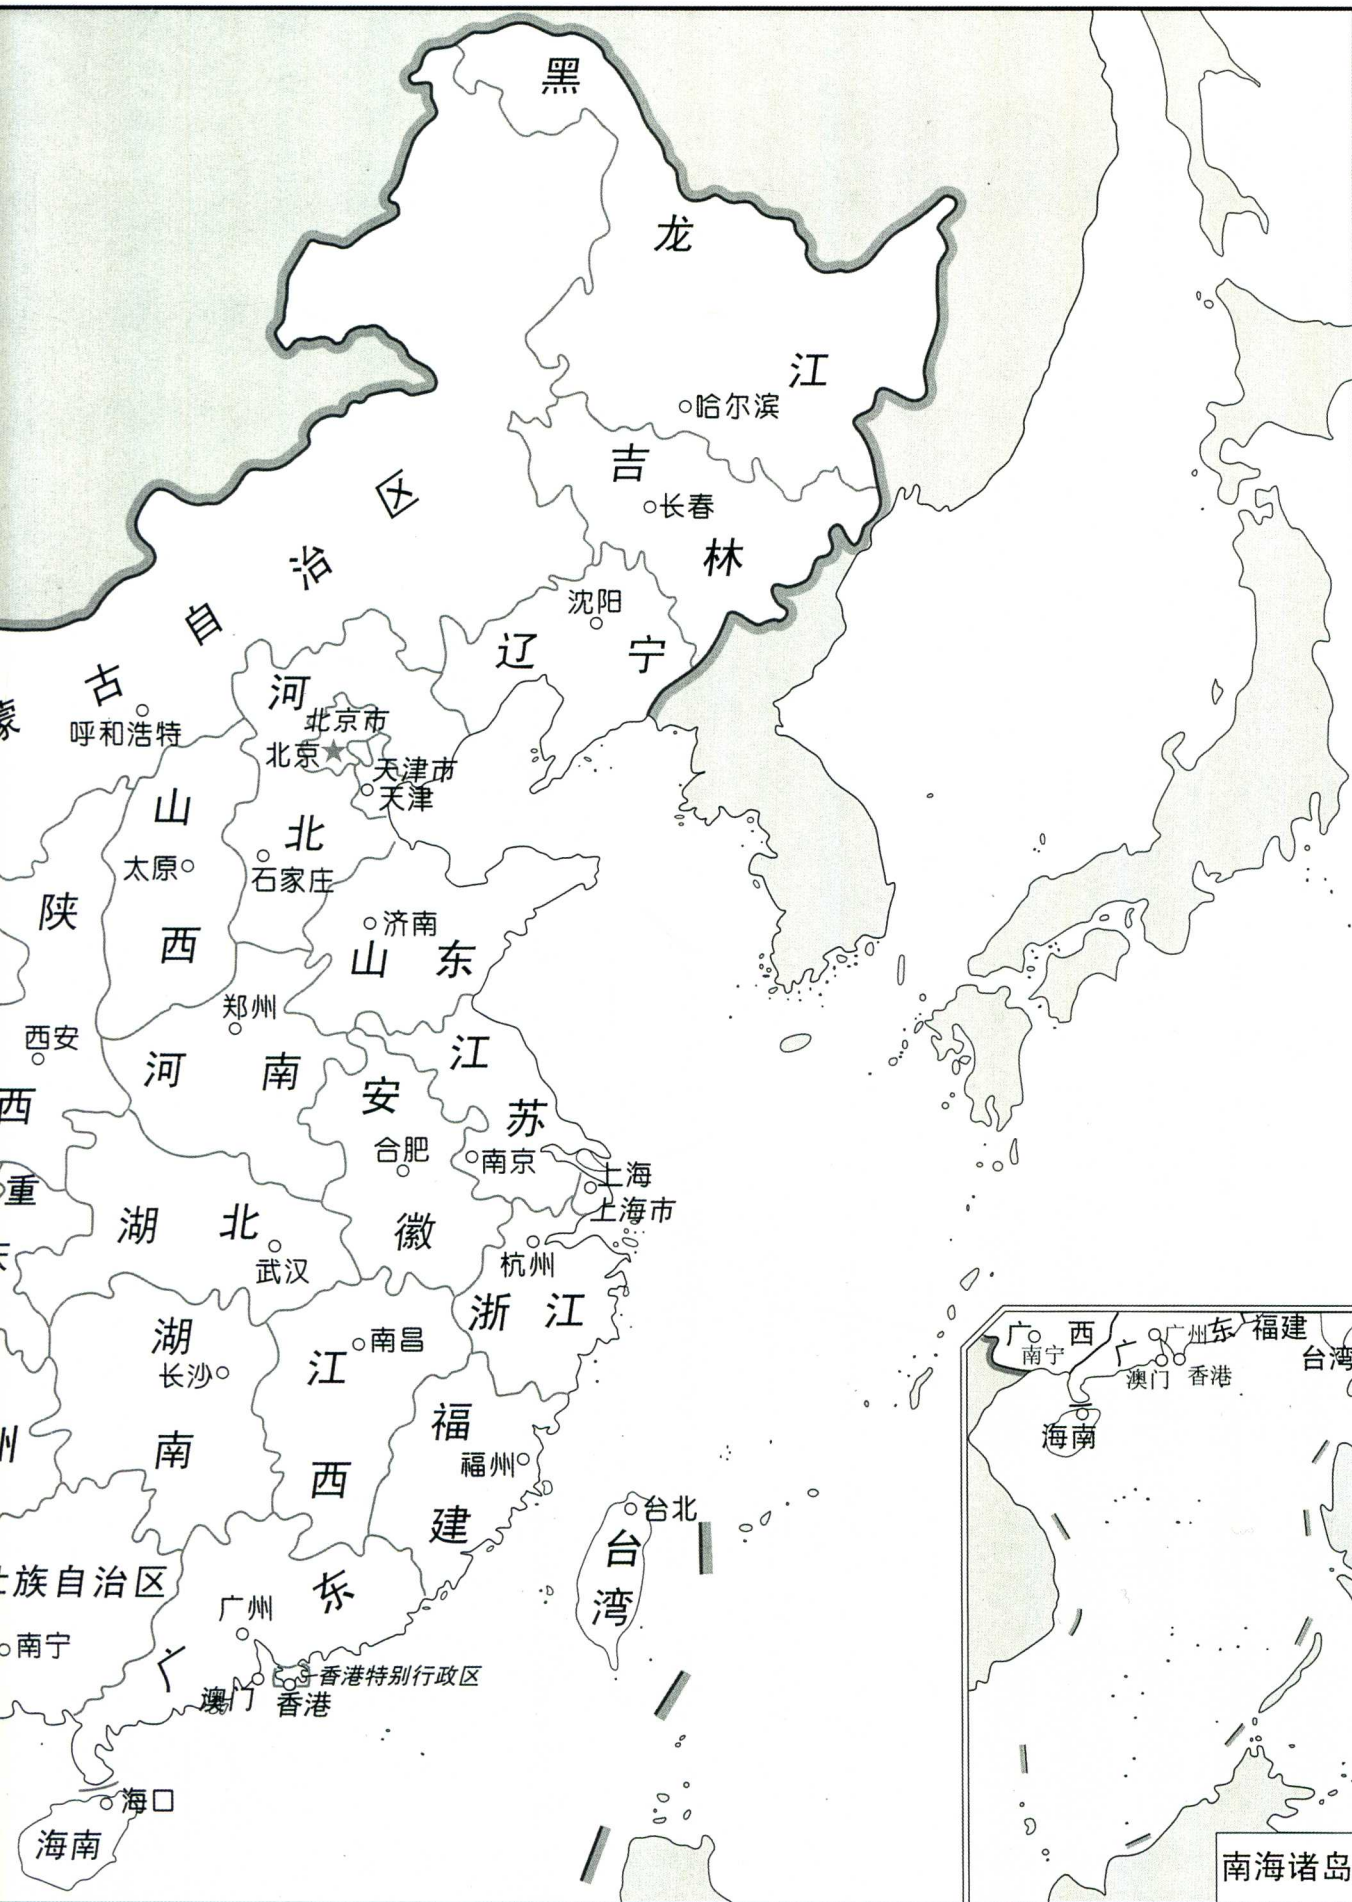 黑
龙
江
哈尔滨
吉
长春
林
区
治
自
古
蒙
呼和浩特
沈阳
辽 宁
河
北京市
北京
天津市
天津
北
石家庄
山
太原
西
陕
济南
山 东
郑州
西安
河 南
西
江
苏
安
合肥
徽
南京
上海
上海市
重
湖 北
武汉
杭州
浙 江
湖
长沙
南
南昌
江
西
福
福州
建
州
台北
台
湾
壮族自治区
南宁
广州
东
广
澳门
香港
香港特别行政区
海口
海南
广 西
南宁
广州
广 东
福建
台湾
澳门
香港
海南
南海诸岛